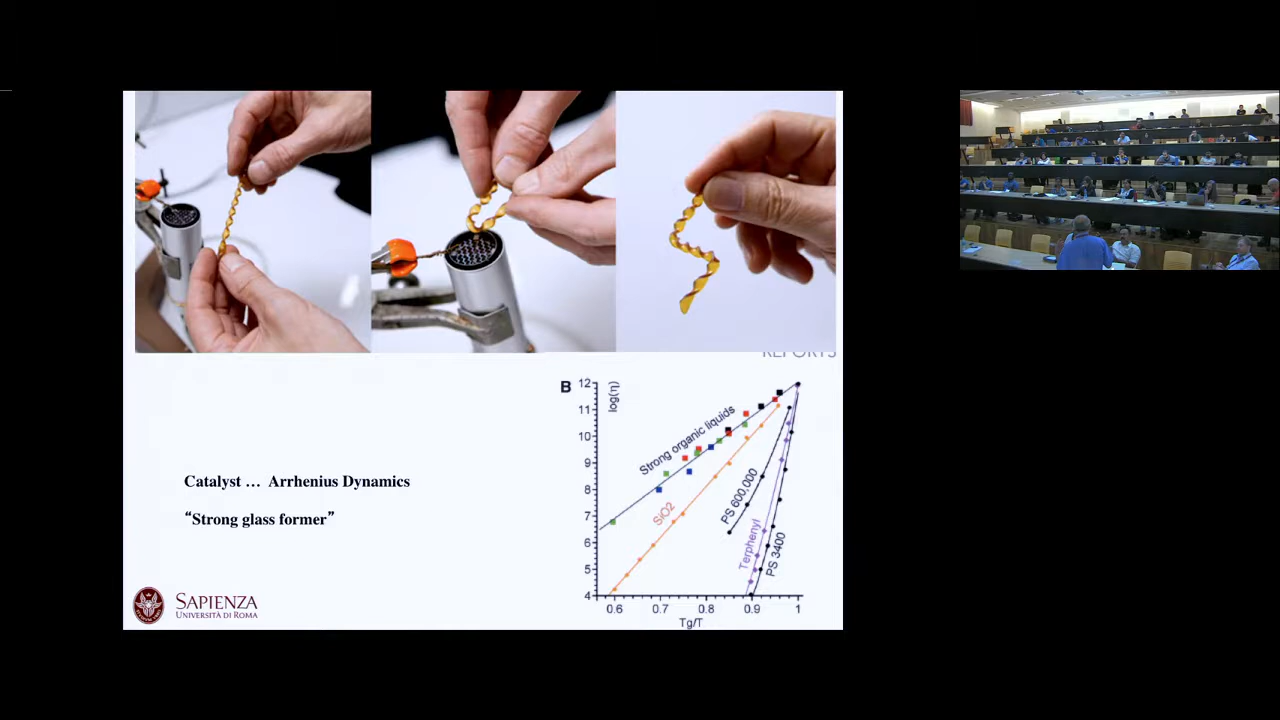 REPORTS
B
log(η)
12
11
10
9
8
7
6
5
4
Strong organic liquids
SiO2
PS 600,000
Terphenyl
PS 3400
0.6 0.7 0.8 0.9 1
Tg/T
Catalyst … Arrhenius Dynamics
“Strong glass former”
SAPIENZA
UNIVERSITÀ DI ROMA